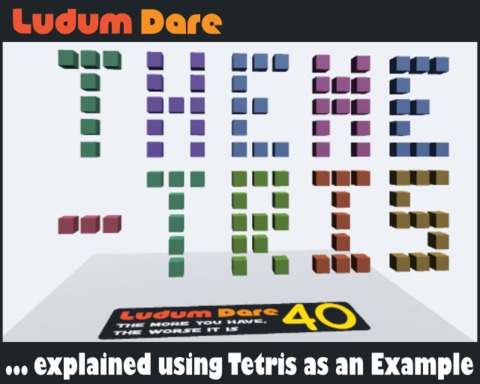 Ludum Dare
THEME
-TRIS
Ludum Dare 40
THE MORE YOU HAVE,
THE WORSE IT IS
... explained using Tetris as an Example